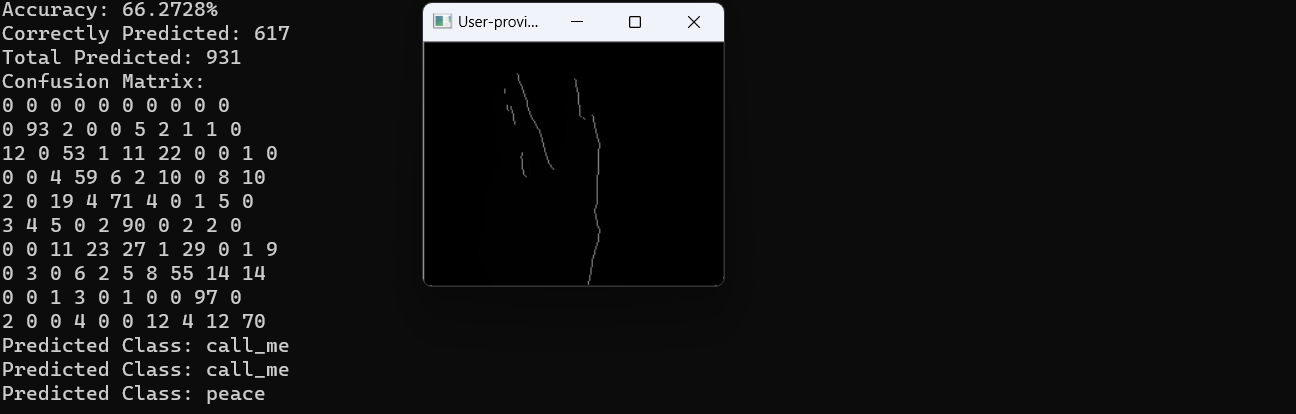 Accuracy: 66.2728%
Correctly Predicted: 617
Total Predicted: 931
Confusion Matrix:
0 0 0 0 0 0 0 0 0 0
0 93 2 0 0 5 2 1 1 0
12 0 53 1 11 22 0 0 1 0
0 0 4 59 6 2 10 0 8 10
2 0 19 4 71 4 0 1 5 0
3 4 5 0 2 90 0 2 2 0
0 0 11 23 27 1 29 0 1 9
0 3 0 6 2 5 8 55 14 14
0 0 1 3 0 1 0 0 97 0
2 0 0 4 0 0 12 4 12 70
Predicted Class: call_me
Predicted Class: call_me
Predicted Class: peace
User-provi...